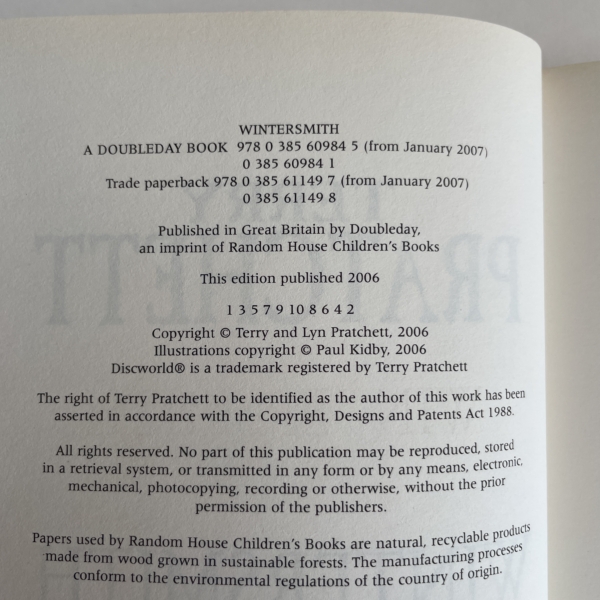 WINTERSMITH
A DOUBLEDAY BOOK 978 0 385 60984 5 (from January 2007)
0 385 60984 1
Trade paperback 978 0 385 61149 7 (from January 2007)
0 385 61149 8
Published in Great Britain by Doubleday,
an imprint of Random House Children's Books
This edition published 2006
1 3 5 7 9 10 8 6 4 2
Copyright © Terry and Lyn Pratchett, 2006
Illustrations copyright © Paul Kidby, 2006
Discworld® is a trademark registered by Terry Pratchett
The right of Terry Pratchett to be identified as the author of this work has been
asserted in accordance with the Copyright, Designs and Patents Act 1988.
All rights reserved. No part of this publication may be reproduced, stored
in a retrieval system, or transmitted in any form or by any means, electronic,
mechanical, photocopying, recording or otherwise, without the prior
permission of the publishers.
Papers used by Random House Children's Books are natural, recyclable products
made from wood grown in sustainable forests. The manufacturing processes
conform to the environmental regulations of the country of origin.